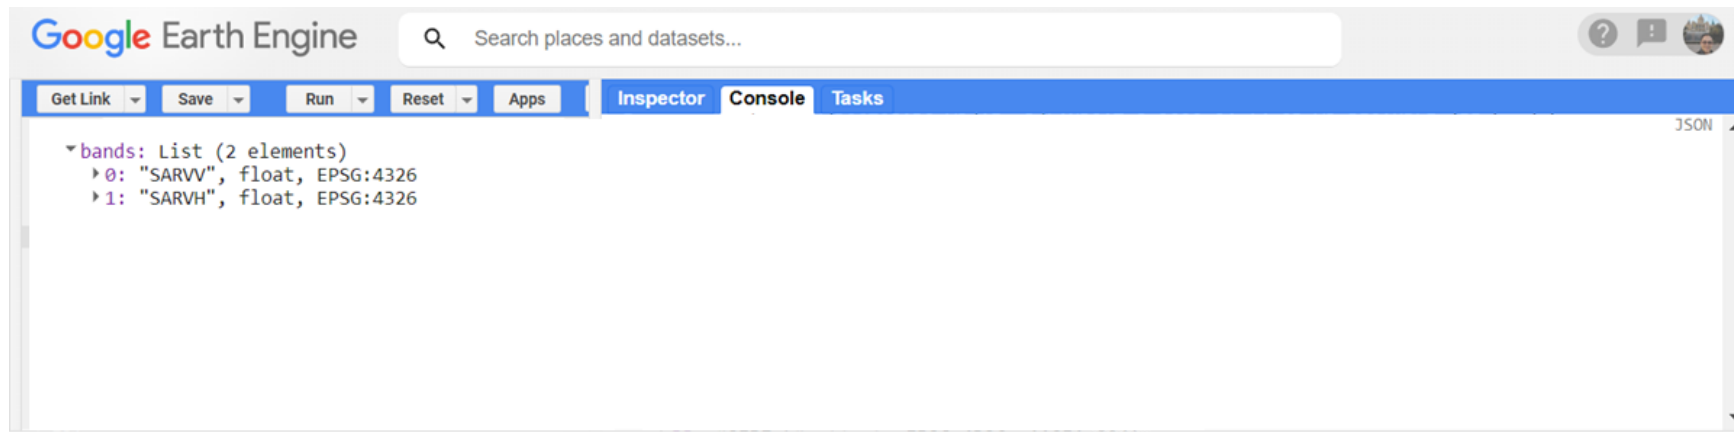 Google Earth Engine
Search places and datasets...
Get Link Save Run Reset Apps
Inspector Console Tasks
JSON
bands: List (2 elements)
0: "SARVV", float, EPSG:4326
1: "SARVH", float, EPSG:4326